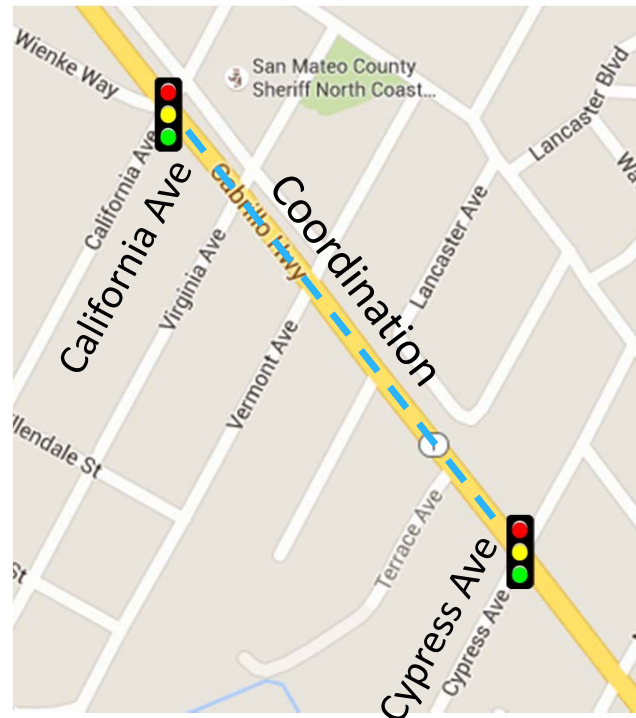 Wienke Way
San Mateo County
Sheriff North Coast...
Lancaster Blvd
California Ave
California Ave
Cabrillo Hwy
Coordination
Virginia Ave
Lancaster Ave
Vermont Ave
llendale St
1
St
Terrace Ave
Cypress Ave
Cypress Ave